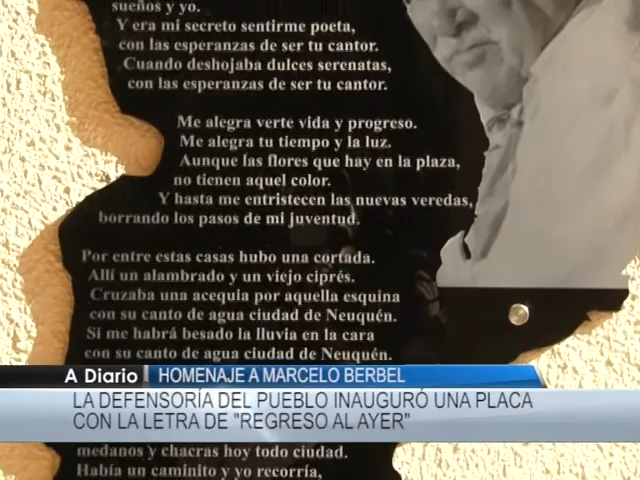 sueños y yo.
Y era mi secreto sentirme poeta,
con las esperanzas de ser tu cantor.
Cuando deshojaba dulces serenatas,
con las esperanzas de ser tu cantor.
Me alegra verte vida y progreso.
Me alegra tu tiempo y la luz.
Aunque las flores que hay en la plaza,
no tienen aquel color.
Y hasta me entristecen las nuevas veredas,
borrando los pasos de mi juventud.
Por entre estas casas hubo una cortada.
Allí un alambrado y un viejo ciprés.
Cruzaba una acequia por aquella esquina
con su canto de agua ciudad de Neuquén.
Si me habrá besado la lluvia en la cara
con su canto de agua ciudad de Neuquén.
A Diario
HOMENAJE A MARCELO BERBEL
LA DEFENSORÍA DEL PUEBLO INAUGURÓ UNA PLACA
CON LA LETRA DE "REGRESO AL AYER"
medanos y chacras hoy todo ciudad.
Había un caminito y yo recorría,